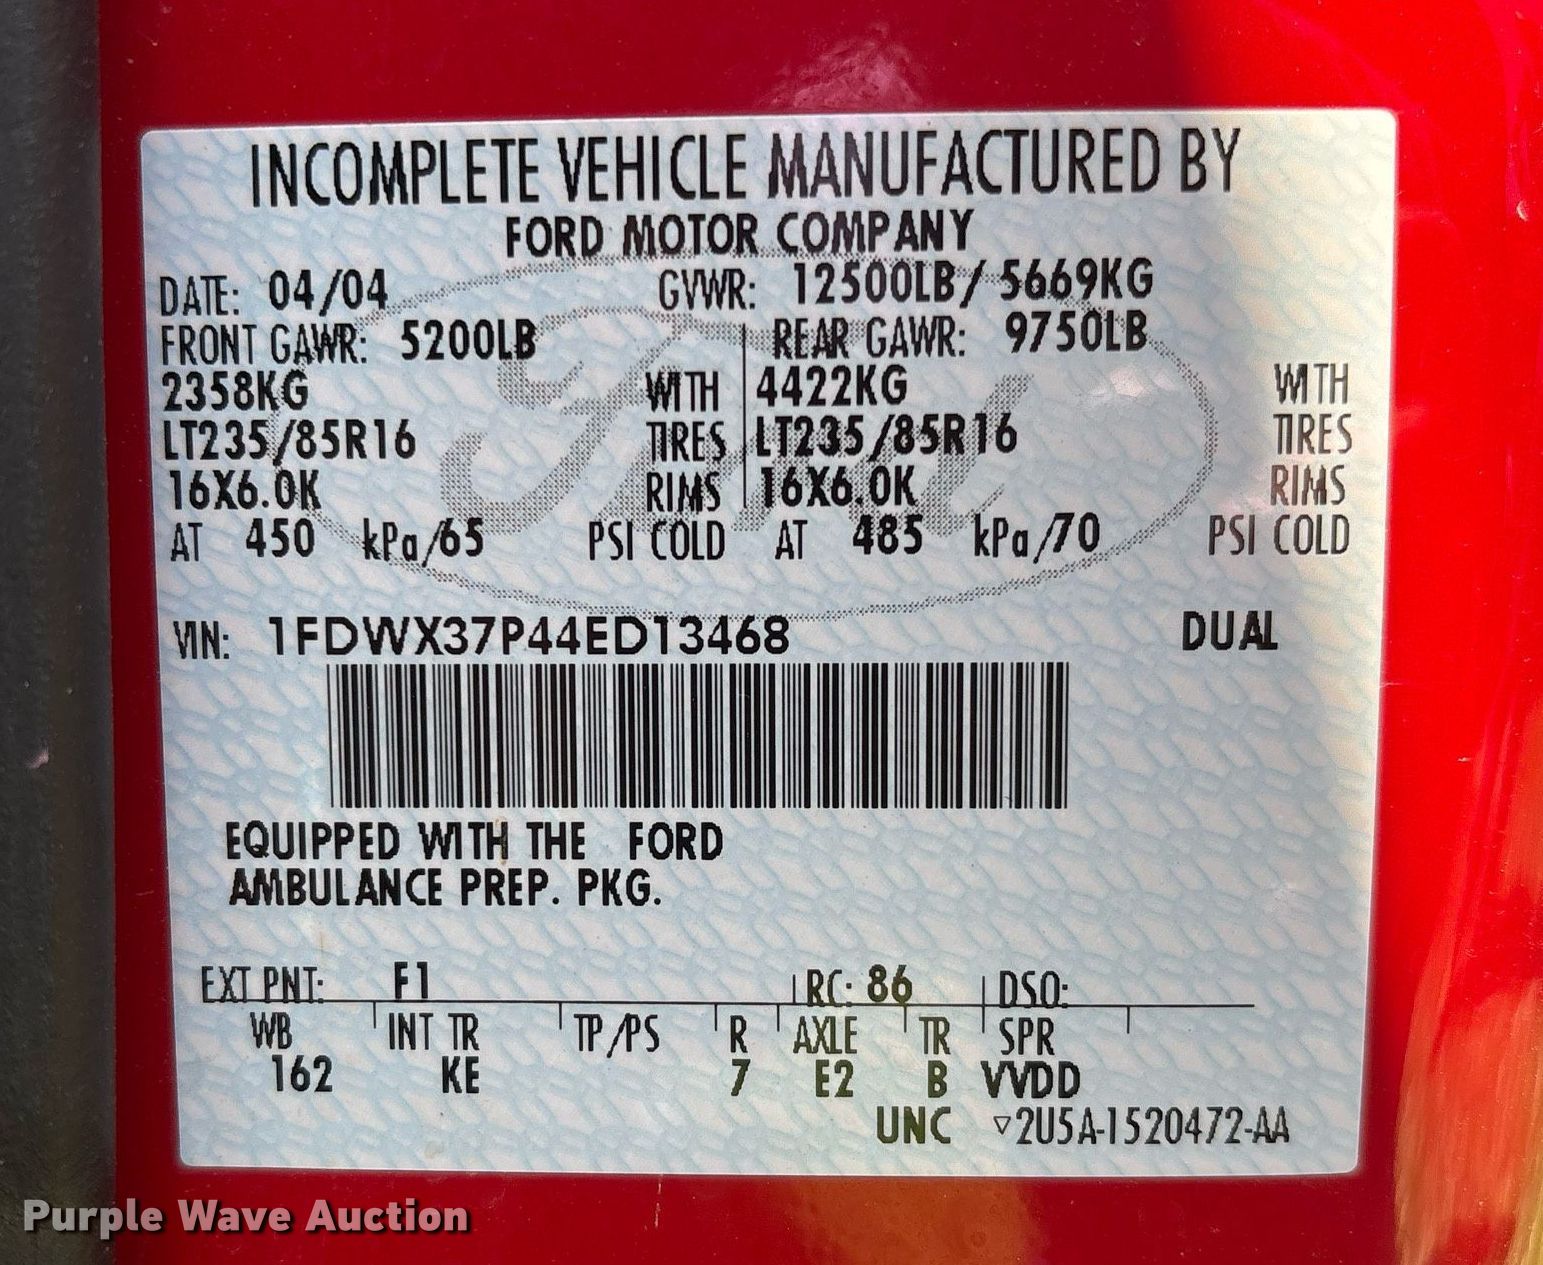 INCOMPLETE VEHICLE MANUFACTURED BY
FORD MOTOR COMPANY
DATE: 04/04 GVWR: 12500LB/ 5669KG
FRONT GAWR: 5200LB REAR GAWR: 9750LB
2358KG WITH 4422KG WITH
LT235/85R16 TIRES LT235/85R16 TIRES
16X6.0K RIMS 16X6.0K RIMS
AT 450 kPa/65 PSI COLD AT 485 kPa/70 PSI COLD
VIN: 1FDWX37P44ED13468 DUAL
EQUIPPED WITH THE FORD
AMBULANCE PREP. PKG.
EXT PNT: F1 RC: 86 DSO:
WB INT TR TP/PS R AXLE TR SPR
162 KE 7 E2 B VVDD
UNC ▽2U5A-1520472-AA
Purple Wave Auction